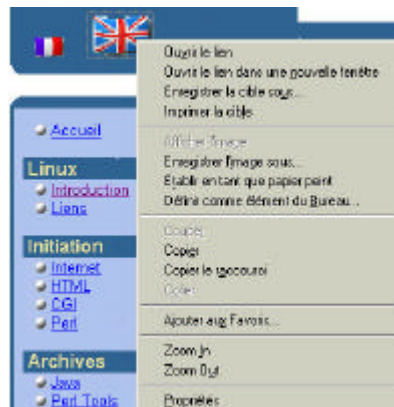 Ouvrir le lien
Ouvrir le lien dans une nouvelle fenêtre
Enregistrer la cible sous...
Imprimer la cible
Afficher l'image
Enregistrer l'image sous...
Établir en tant que papier peint
Définir comme élément du Bureau...
Couper
Copier
Copier le raccourci
Coller
Ajouter aux Favoris...
Zoom In
Zoom Out
Propriétés
Accueil
Linux
Introduction
Liens
Initiation
Internet
HTML
CGI
Perl
Archives
Java
Perl Tools